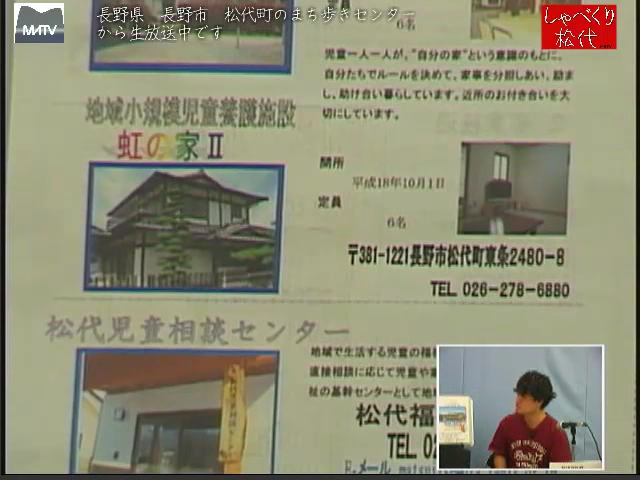 MATV
長野県　長野市　松代町のまち歩きセンター
から生放送中です
しゃべくり
松代
6名
児童一人一人が、"自分の家"という意識のもとに、
自分たちでルールを決めて、家事を分担しあい、励ま
し、助け合い暮らしています。近所のお付き合いを大
切にしています。
地域小規模児童養護施設
虹の家Ⅱ
開所
平成18年10月1日
定員
6名
〒381-1221長野市松代町東条2480-8
TEL 026-278-6880
松代児童相談センター
地域で生活する児童の福
直接相談に応じて児童や
祉の基幹センターとして地
松代福
TEL 02
E.メール